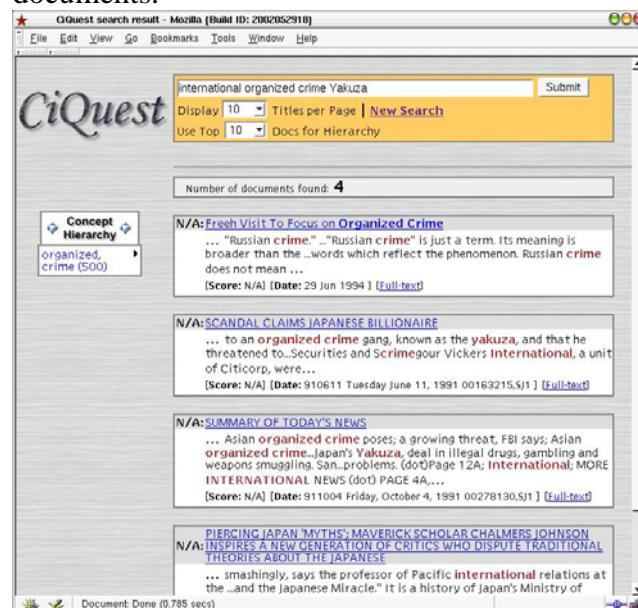 documents.
CiQuest search result - Mozilla {Build ID: 2002052918}
File Edit View Go Bookmarks Tools Window Help
CiQuest
international organized crime Yakuza Submit
Display 10 Titles per Page | New Search
Use Top 10 Docs for Hierarchy
Number of documents found: 4
Concept
Hierarchy
organized,
crime (500)
N/A: Freeh Visit To Focus on Organized Crime
... "Russian crime." ..."Russian crime" is just a term. Its meaning is
broader than the ...words which reflect the phenomenon. Russian crime
does not mean ...
[Score: N/A] [Date: 29 Jun 1994 ] [Full-text]
N/A: SCANDAL CLAIMS JAPANESE BILLIONAIRE
... to an organized crime gang, known as the yakuza, and that he
threatened to...Securities and Scrimegour Vickers International, a unit
of Citicorp, were...
[Score: N/A] [Date: 910611 Tuesday June 11, 1991 00163215,SJ1 ] [Full-text]
N/A: SUMMARY OF TODAY'S NEWS
... Asian organized crime poses; a growing threat, FBI says; Asian
organized crime...Japan's Yakuza, deal in illegal drugs, gambling and
weapons smuggling. San...problems. (dot)Page 12A; International; MORE
INTERNATIONAL NEWS (dot) PAGE 4A,...
[Score: N/A] [Date: 911004 Friday, October 4, 1991 00278130,SJ1 ] [Full-text]
PIERCING JAPAN 'MYTHS'; MAVERICK SCHOLAR CHALMERS JOHNSON
N/A: INSPIRES A NEW GENERATION OF CRITICS WHO DISPUTE TRADITIONAL
THEORIES ABOUT THE JAPANESE
... smashingly, says the professor of Pacific international relations at
the ...and the Japanese Miracle." It is a history of Japan's Ministry of
Document: Done (0.785 secs)